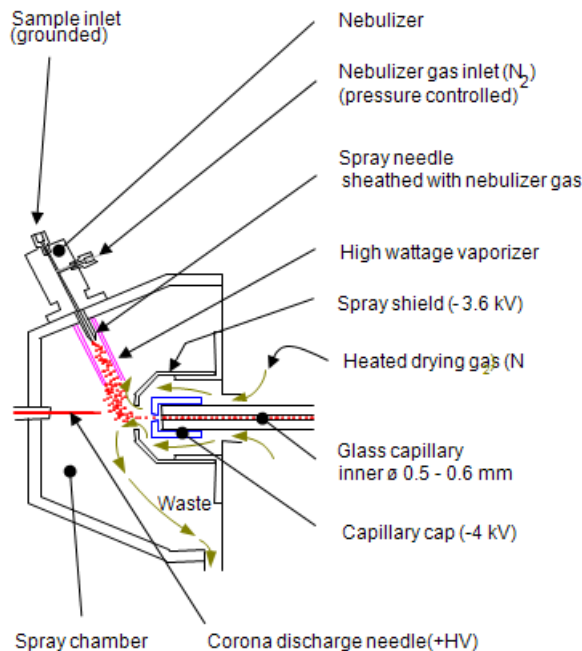 Sample inlet
(grounded)
Nebulizer
Nebulizer gas inlet (N2)
(pressure controlled)
Spray needle
sheathed with nebulizer gas
High wattage vaporizer
Spray shield (- 3.6 kV)
Heated drying gas (N2)
Glass capillary
inner ø 0.5 - 0.6 mm
Waste
Capillary cap (-4 kV)
Spray chamber
Corona discharge needle(+HV)